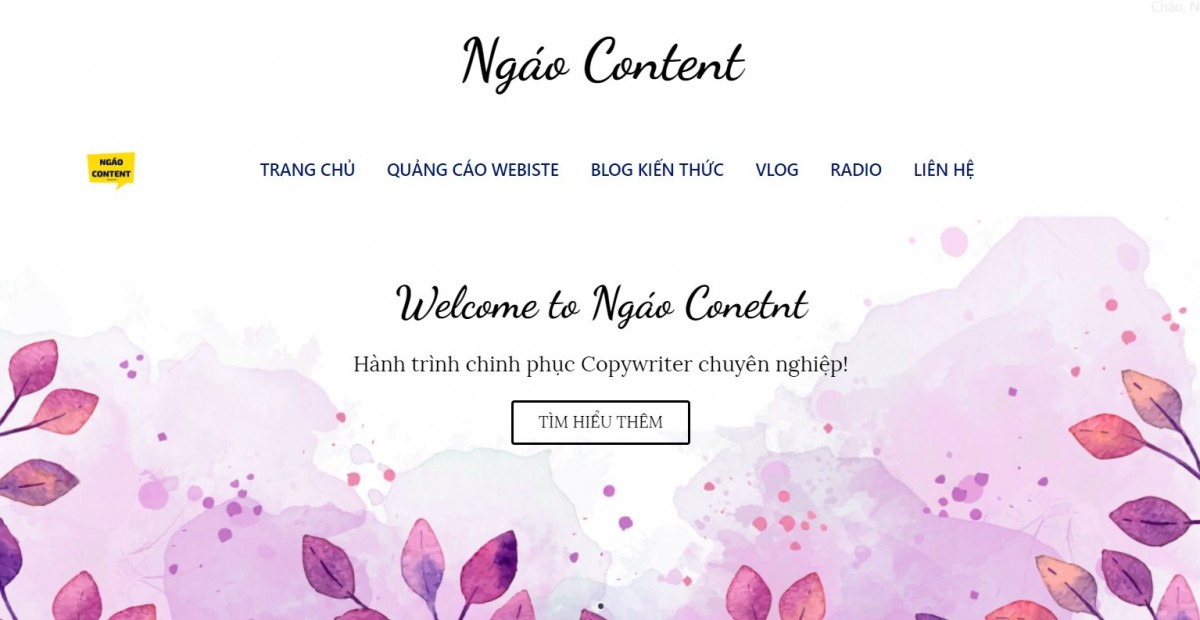 Chào, N
Ngáo Content
NGÁO
CONTENT
TRANG CHỦ QUẢNG CÁO WEBISTE BLOG KIẾN THỨC VLOG RADIO LIÊN HỆ
Welcome to Ngáo Conetnt
Hành trình chinh phục Copywriter chuyên nghiệp!
TÌM HIỂU THÊM